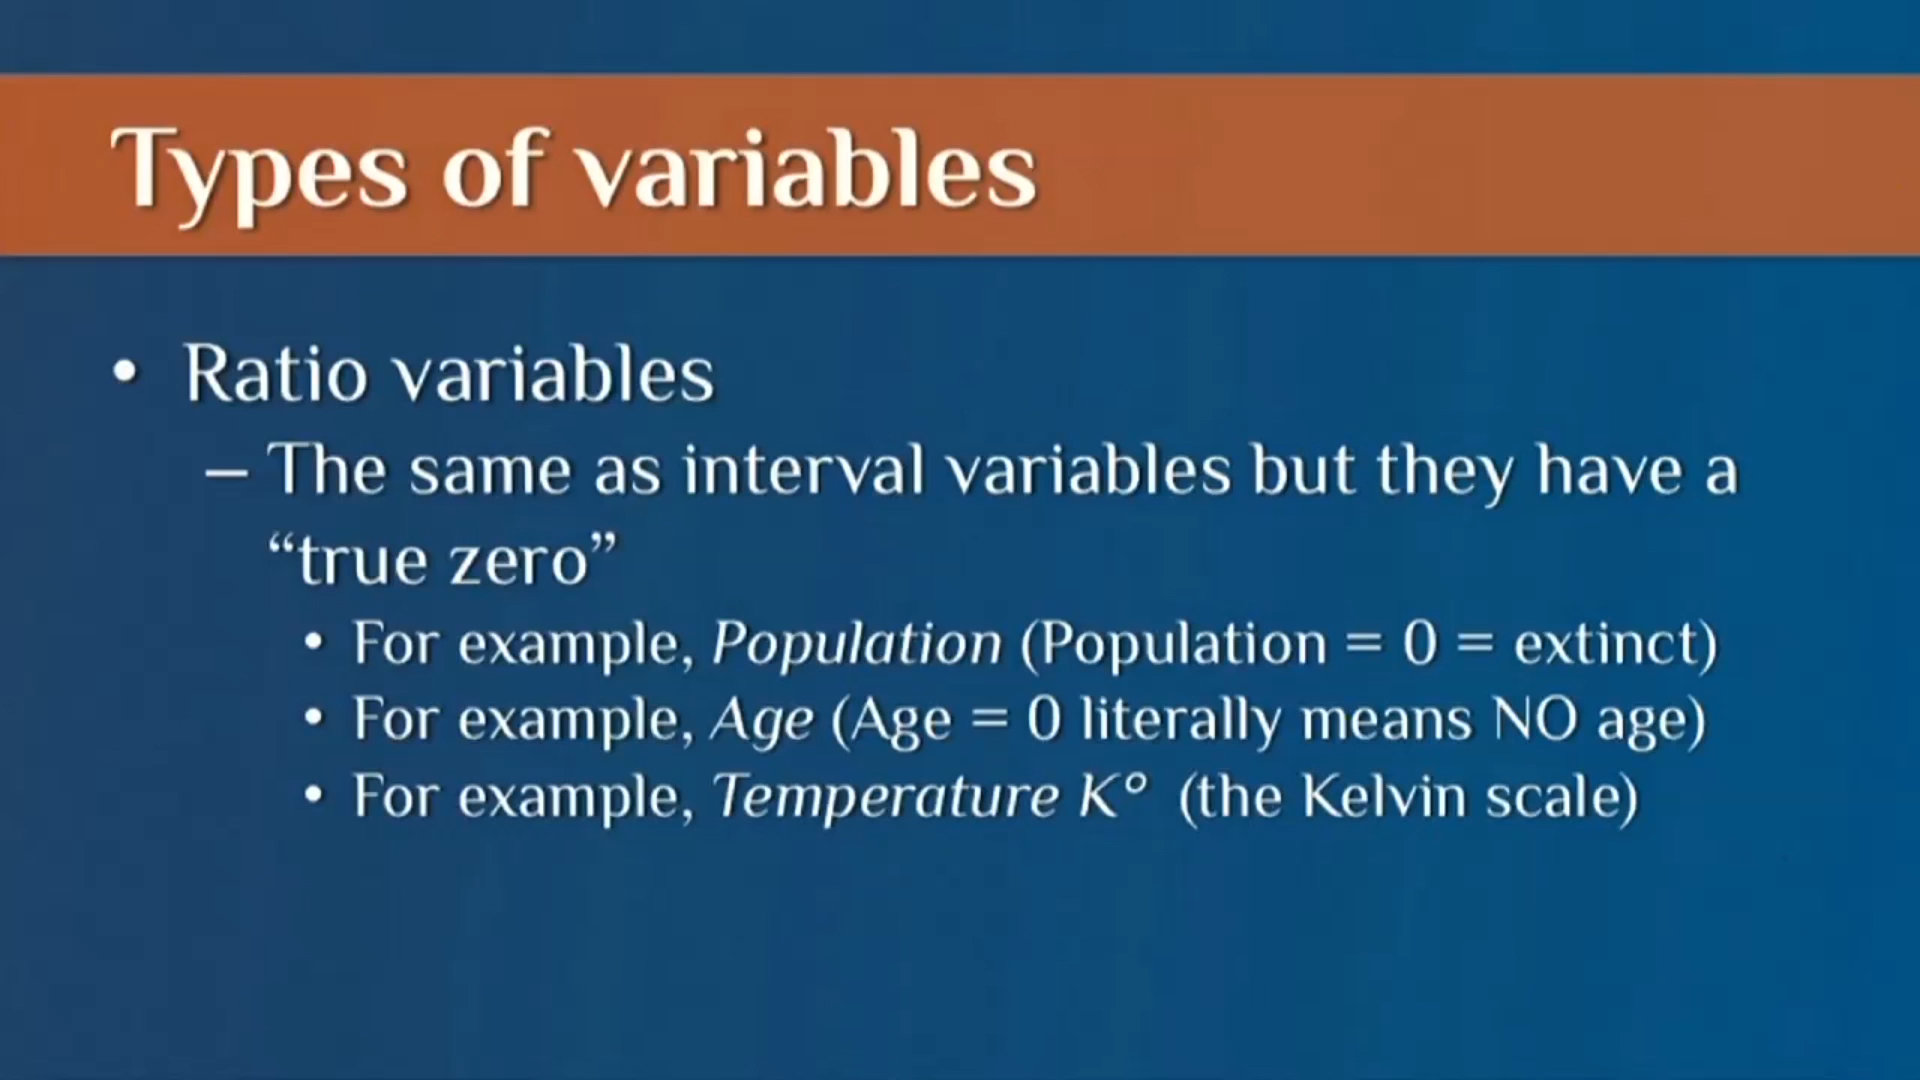 Types of variables
• Ratio variables
– The same as interval variables but they have a
“true zero”
• For example, Population (Population = 0 = extinct)
• For example, Age (Age = 0 literally means NO age)
• For example, Temperature K° (the Kelvin scale)